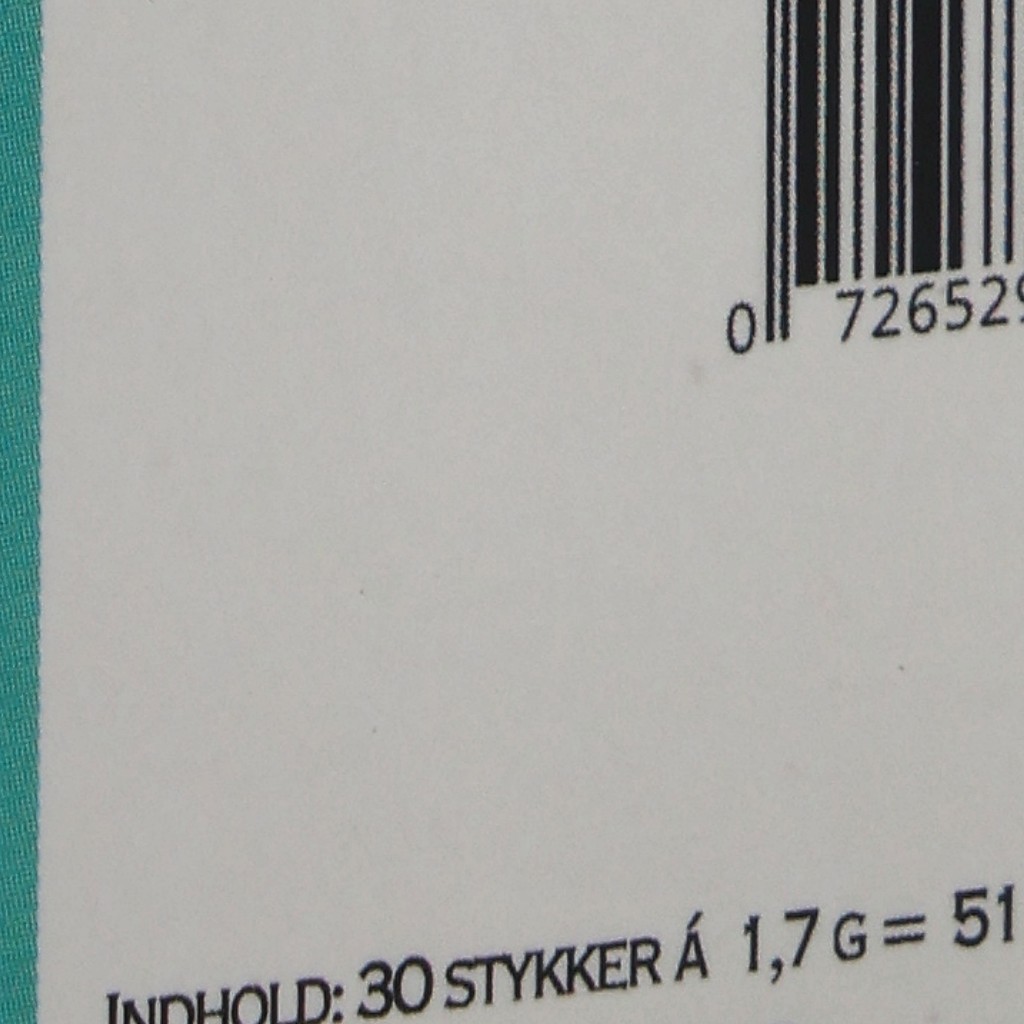 0 726529
INDHOLD: 30 STYKKER Á 1,7 G = 51